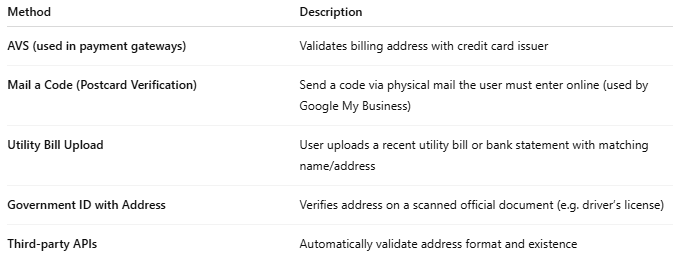 Method Description
AVS (used in payment gateways) Validates billing address with credit card issuer
Mail a Code (Postcard Verification) Send a code via physical mail the user must enter online (used by
Google My Business)
Utility Bill Upload User uploads a recent utility bill or bank statement with matching
name/address
Government ID with Address Verifies address on a scanned official document (e.g. driver's license)
Third-party APIs Automatically validate address format and existence